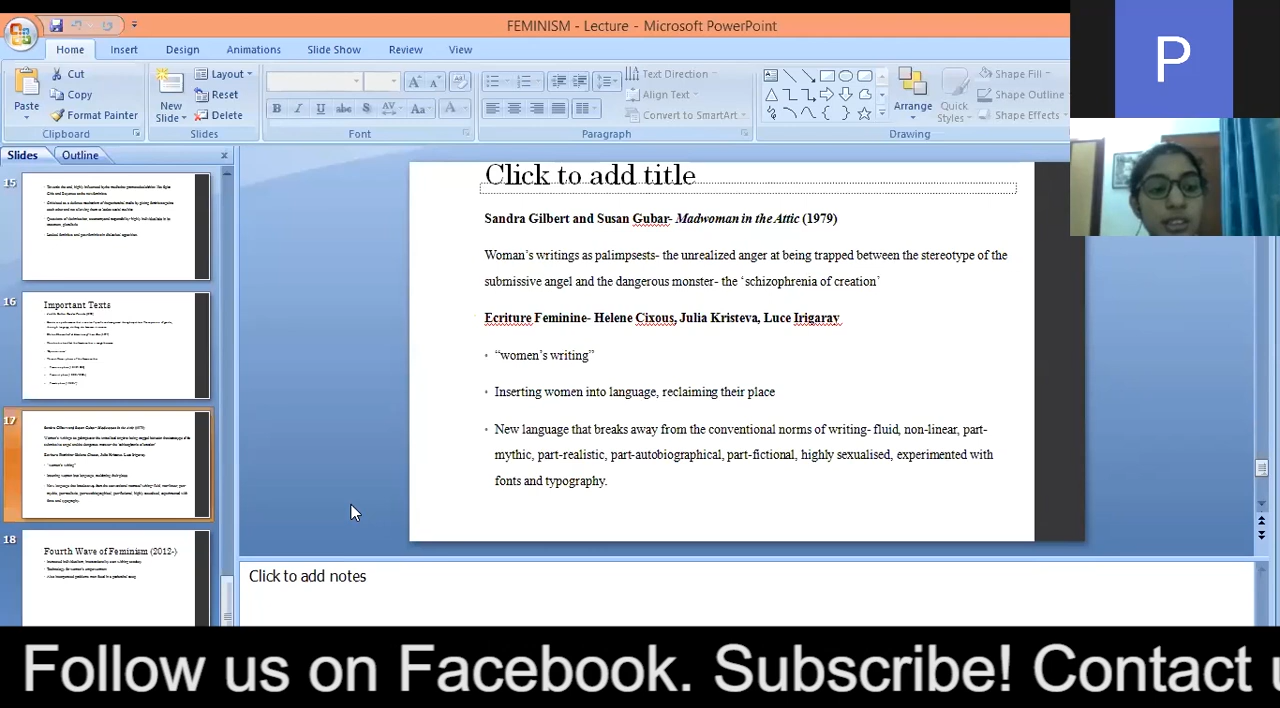 FEMINISM - Lecture - Microsoft PowerPoint
P
Home Insert Design Animations Slide Show Review View
Paste Cut Copy Format Painter
New Slide Layout Reset Delete
B I U abc S AV Aa A
Text Direction Align Text Convert to SmartArt
Arrange Quick Styles Shape Fill Shape Outline Shape Effects
Clipboard Slides Font Paragraph Drawing
Slides Outline
15
16
Important Texts
17
18
Fourth Wave of Feminism (2012-)
Click to add title
Sandra Gilbert and Susan Gubar- Madwoman in the Attic (1979)
Woman’s writings as palimpsests- the unrealized anger at being trapped between the stereotype of the
submissive angel and the dangerous monster- the ‘schizophrenia of creation’
Ecriture Feminine- Helene Cixous, Julia Kristeva, Luce Irigaray
“women’s writing”
Inserting women into language, reclaiming their place
New language that breaks away from the conventional norms of writing- fluid, non-linear, part-
mythic, part-realistic, part-autobiographical, part-fictional, highly sexualised, experimented with
fonts and typography.
Click to add notes
Follow us on Facebook. Subscribe! Contact u